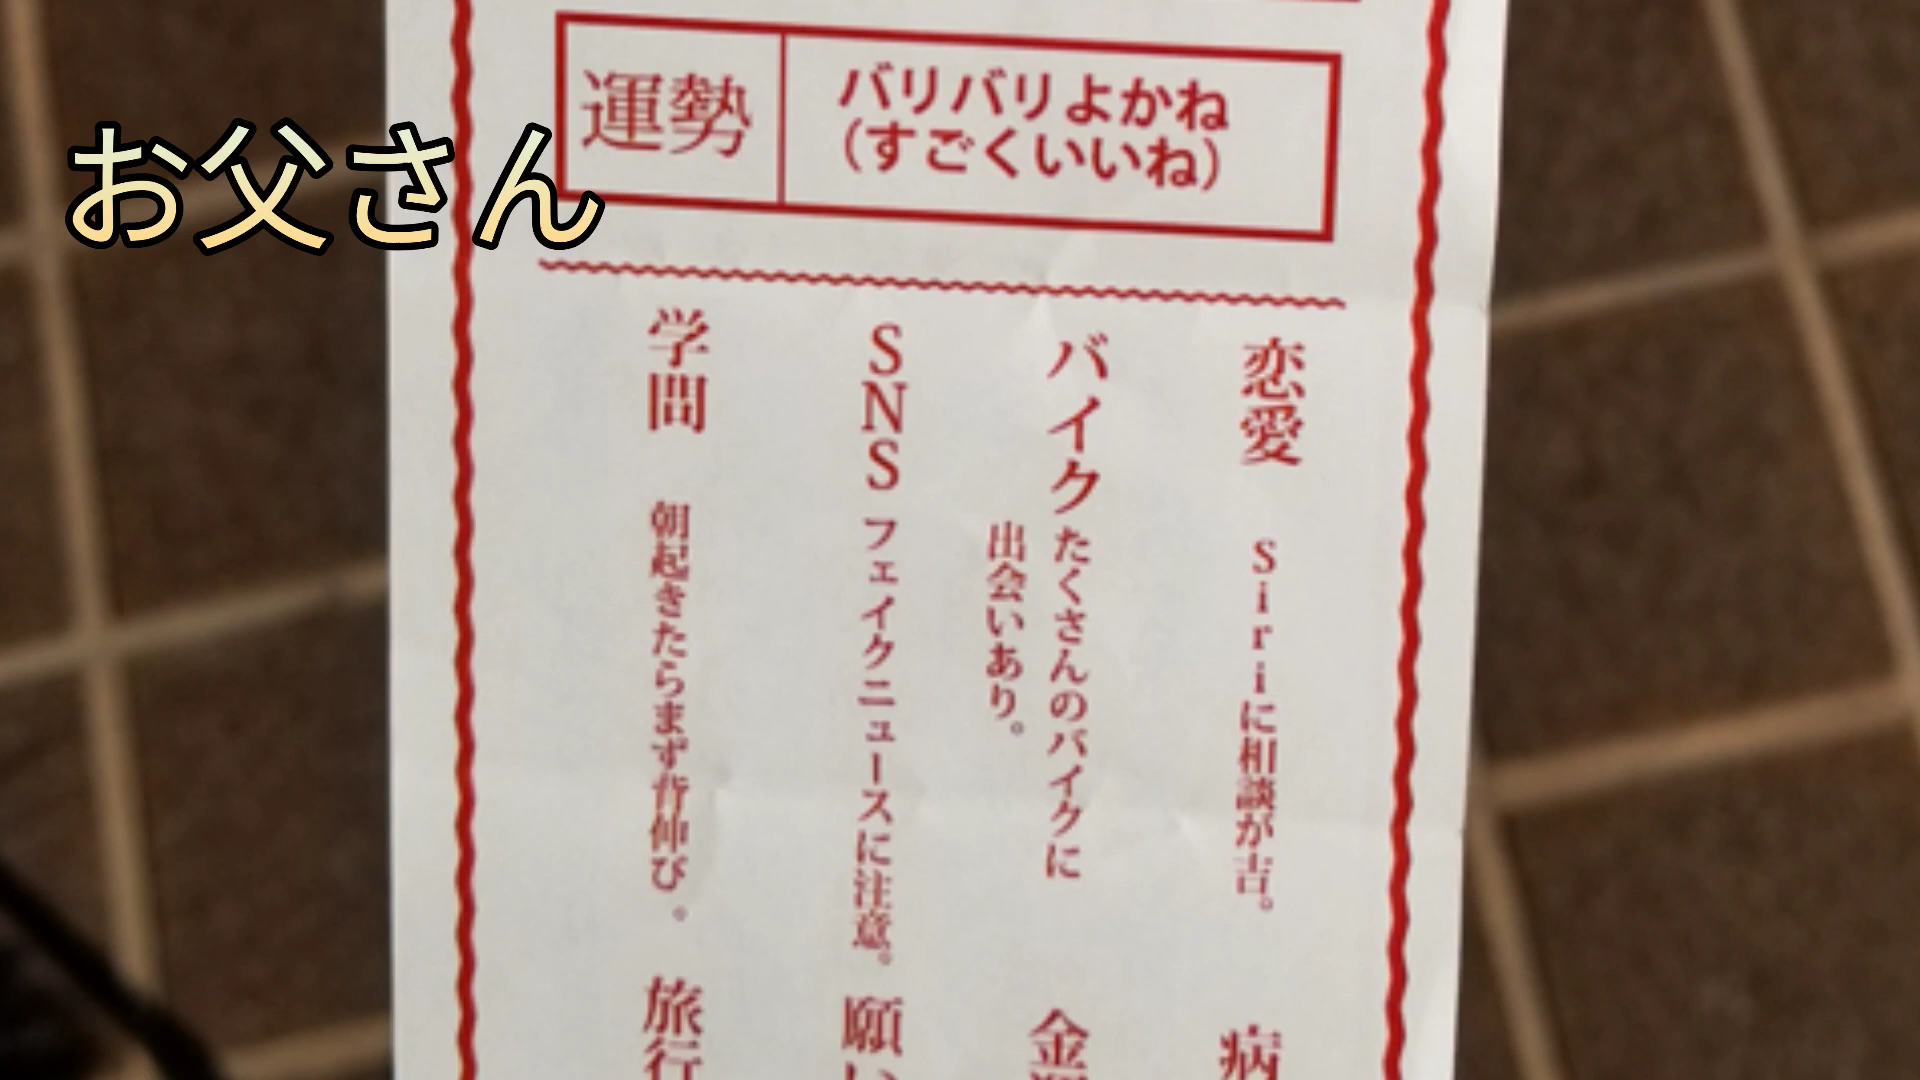 お父さん
運勢
バリバリよかね
(すごくいいね)
恋愛
Siriに相談が吉。
バイク
たくさんのバイクに
出会いあり。
SNS
フェイクニュースに注意。
学問
朝起きたらまず背伸び。
病
金
願い
旅行